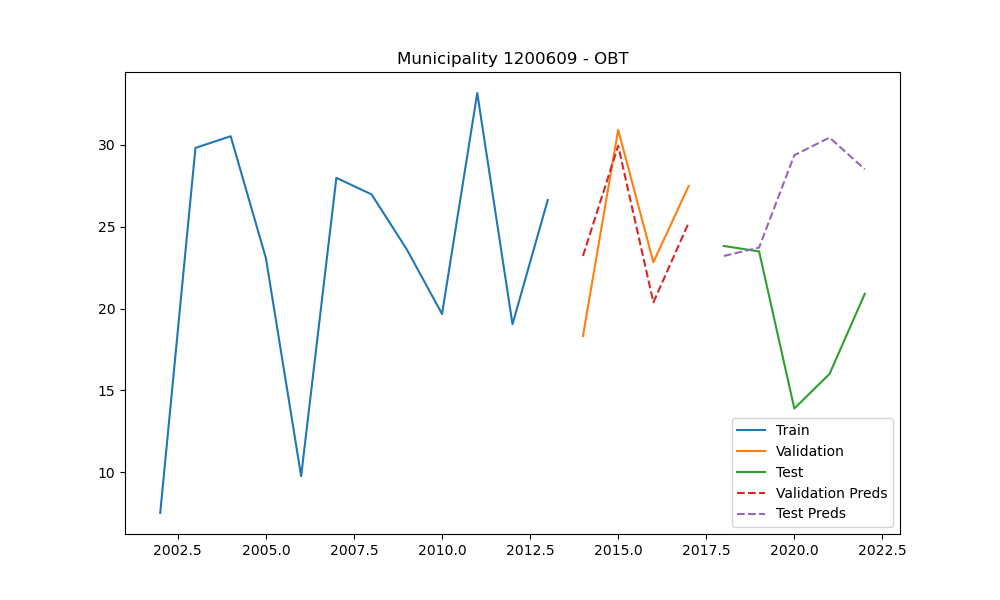 Municipality 1200609 - OBT
30
25
20
15
10
Train
Validation
Test
Validation Preds
Test Preds
2002.5 2005.0 2007.5 2010.0 2012.5 2015.0 2017.5 2020.0 2022.5